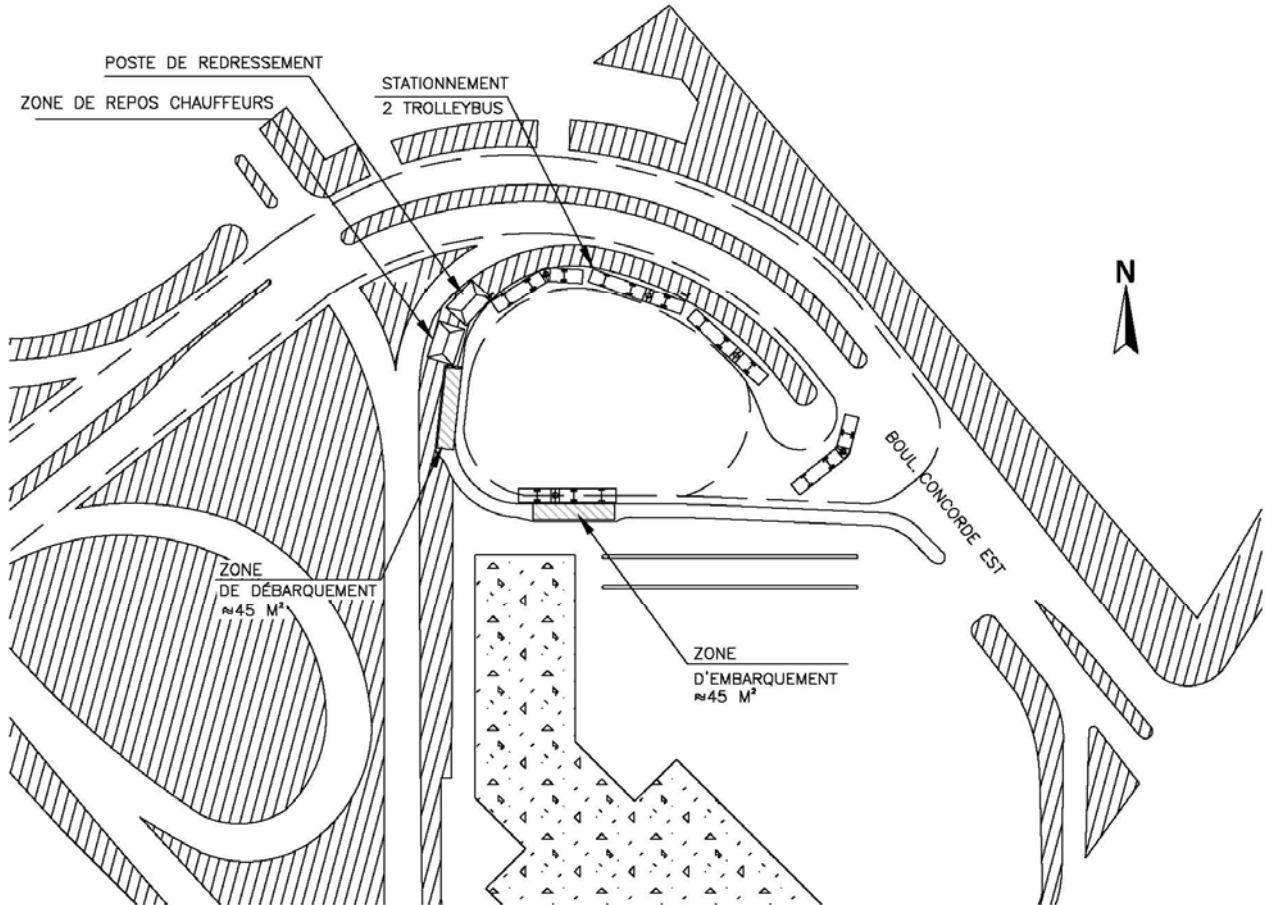 POSTE DE REDRESSEMENT
ZONE DE REPOS CHAUFFEURS
STATIONNEMENT
2 TROLLEYBUS
N
BOUL. CONCORDE EST
ZONE
DE DÉBARQUEMENT
≈45 M²
ZONE
D'EMBARQUEMENT
≈45 M²